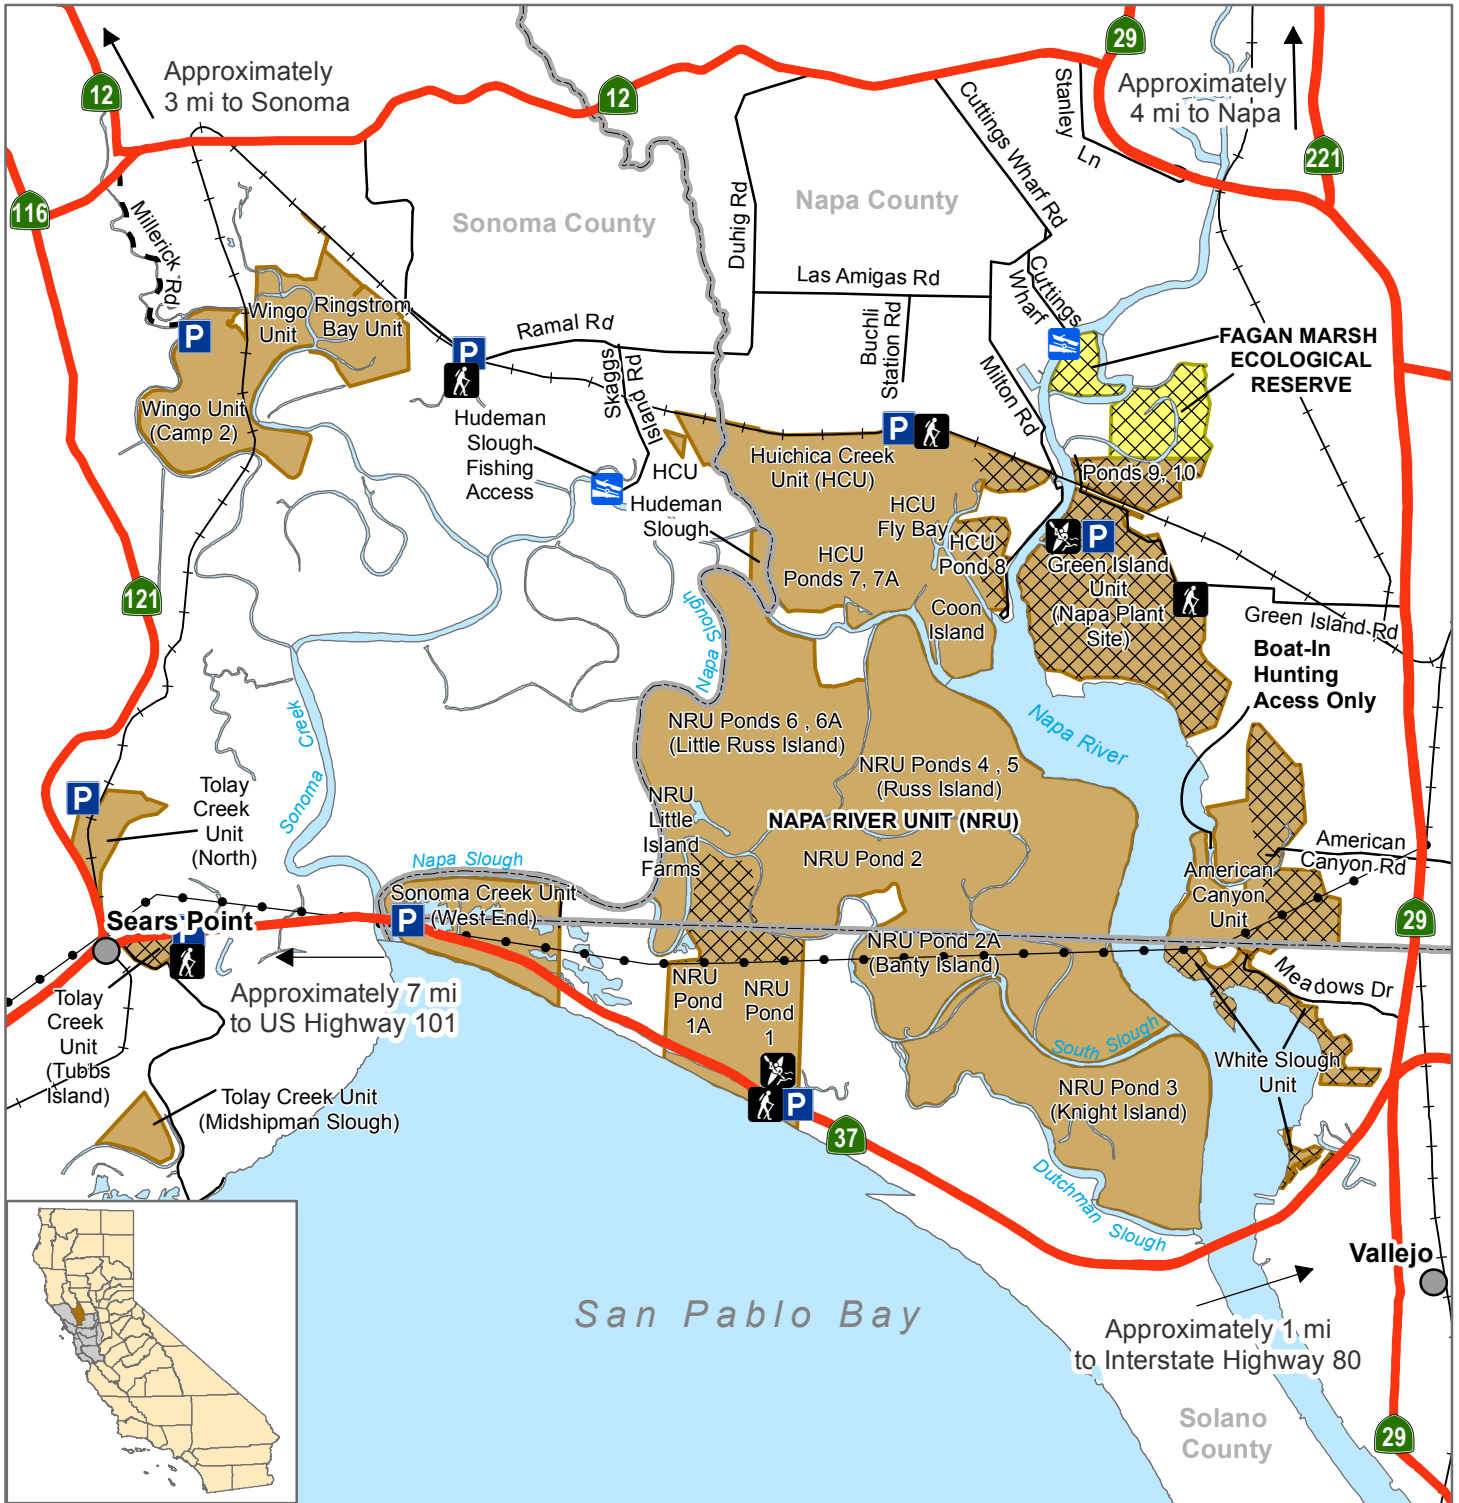 29
12
Approximately
3 mi to Sonoma
12
Stanley
Ln
Approximately
4 mi to Napa
221
116
Millerick
Rd
Sonoma County
Napa County
Duhig Rd
Cuttings Wharf Rd
Las Amigas Rd
Cuttings
Wharf
Wingo
Unit
Ringstrom
Bay Unit
P
P
Ramal Rd
Skaggs
Island Rd
Buchli
Station Rd
Milton Rd
FAGAN MARSH
ECOLOGICAL
RESERVE
Wingo Unit
(Camp 2)
Hudeman
Slough
Fishing
Access
HCU
Hudeman
Slough
P
Huichica Creek
Unit (HCU)
Ponds 9, 10
HCU
Fly Bay
HCU
Pond 8
HCU
Ponds 7, 7A
P
Green Island
Unit
(Napa Plant
Site)
Coon
Island
121
Green Island Rd
Boat-In
Hunting
Acess Only
Napa Slough
Sonoma
Creek
NRU Ponds 6 , 6A
(Little Russ Island)
Napa River
NRU Ponds 4 , 5
(Russ Island)
P
Tolay
Creek
Unit
(North)
NRU
Little
Island
Farms
NAPA RIVER UNIT (NRU)
NRU Pond 2
American
Canyon Rd
American
Canyon
Unit
Napa Slough
Sonoma Creek Unit
(West End)
P
Sears Point
P
29
NRU Pond 2A
(Banty Island)
Approximately 7 mi
to US Highway 101
NRU
Pond
1A
NRU
Pond
1
Meadows Dr
Tolay
Creek
Unit
(Tubbs
Island)
South Slough
White Slough
Unit
Tolay Creek Unit
(Midshipman Slough)
P
NRU Pond 3
(Knight Island)
37
Dutchman Slough
Vallejo
San Pablo Bay
Approximately 1 mi
to Interstate Highway 80
Solano
County
29